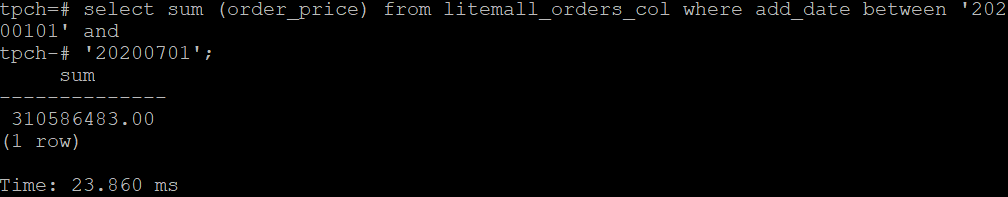 tpch=# select sum (order_price) from litemall_orders_col where add_date between '202
00101' and
tpch-# '20200701';
     sum
--------------
 310586483.00
(1 row)

Time: 23.860 ms